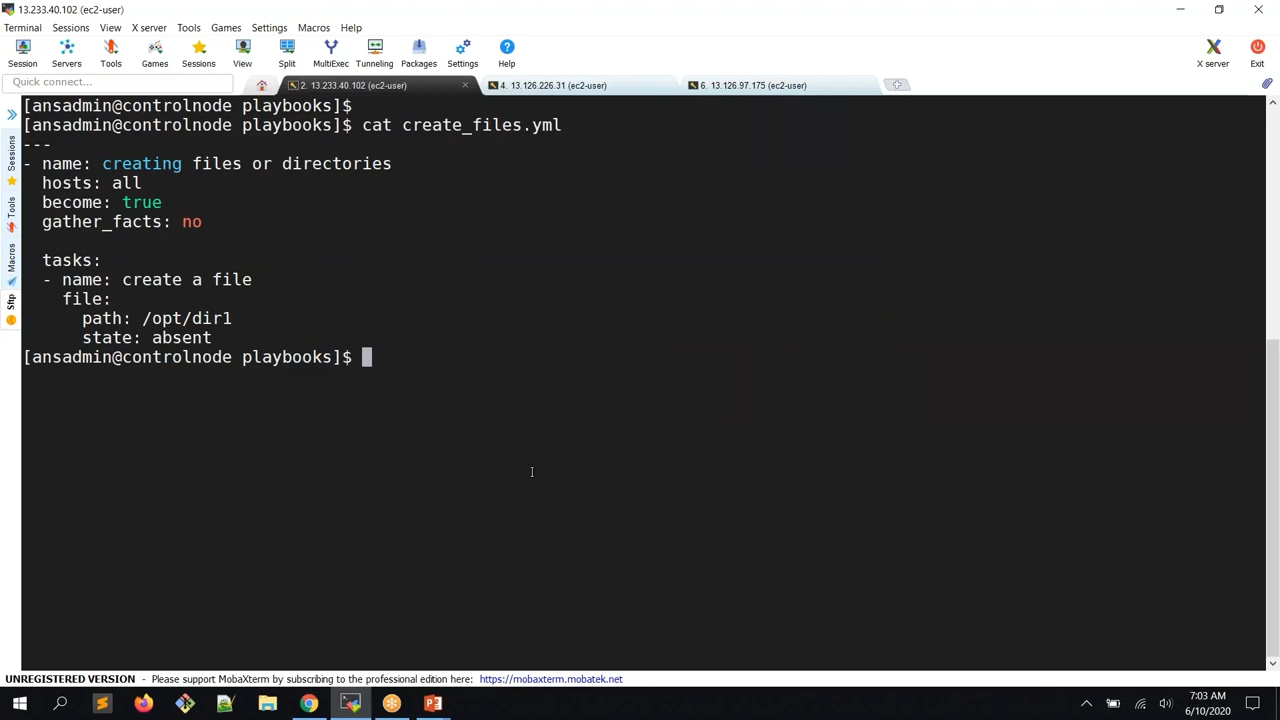 13.233.40.102 (ec2-user)
Terminal Sessions View X server Tools Games Settings Macros Help
Session Servers Tools Games Sessions View Split MultiExec Tunneling Packages Settings Help X server Exit
Quick connect... 2. 13.233.40.102 (ec2-user) 4. 13.126.226.31 (ec2-user) 6. 13.126.97.175 (ec2-user)
[ansadmin@controlnode playbooks]$
[ansadmin@controlnode playbooks]$ cat create_files.yml
---
- name: creating files or directories
hosts: all
become: true
gather_facts: no
tasks:
- name: create a file
file:
path: /opt/dir1
state: absent
[ansadmin@controlnode playbooks]$
Sessions
Tools
Macros
Sftp
UNREGISTERED VERSION - Please support MobaXterm by subscribing to the professional edition here: https://mobaxterm.mobatek.net
7:03 AM
6/10/2020